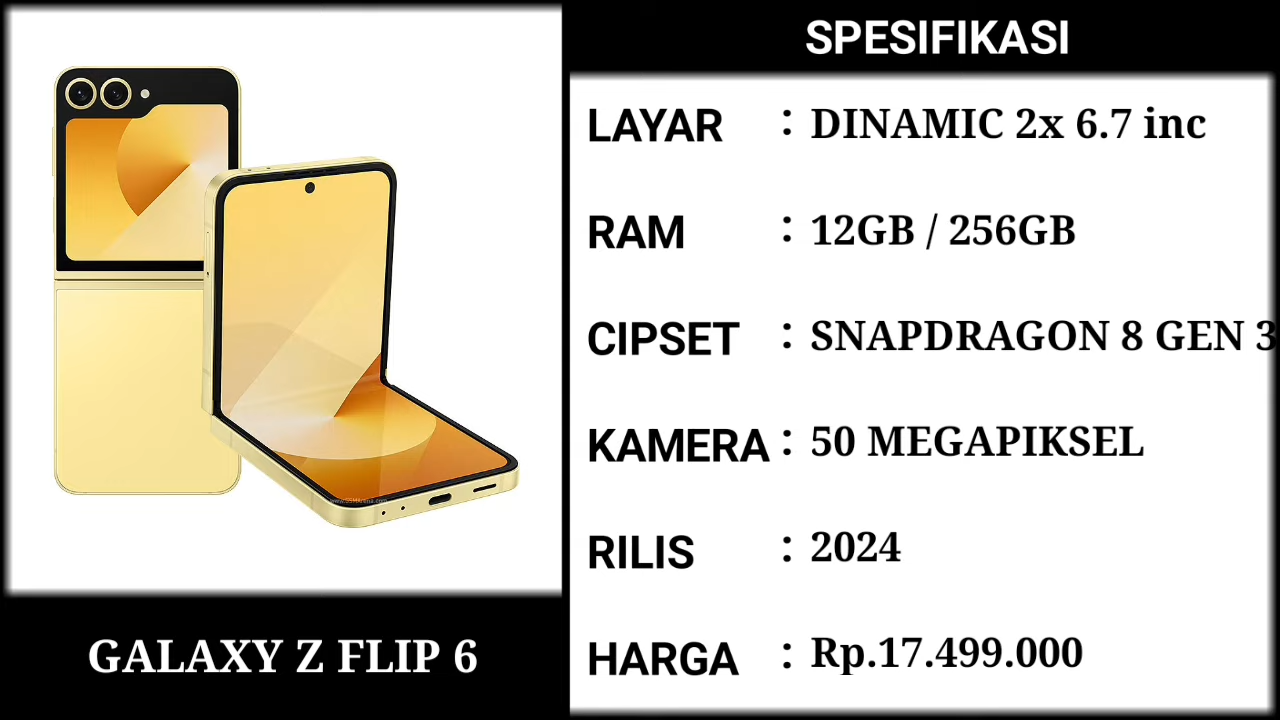 SPESIFIKASI
LAYAR : DINAMIC 2x 6.7 inc
RAM : 12GB / 256GB
CIPSET : SNAPDRAGON 8 GEN 3
KAMERA : 50 MEGAPIKSEL
RILIS : 2024
HARGA : Rp.17.499.000
GALAXY Z FLIP 6